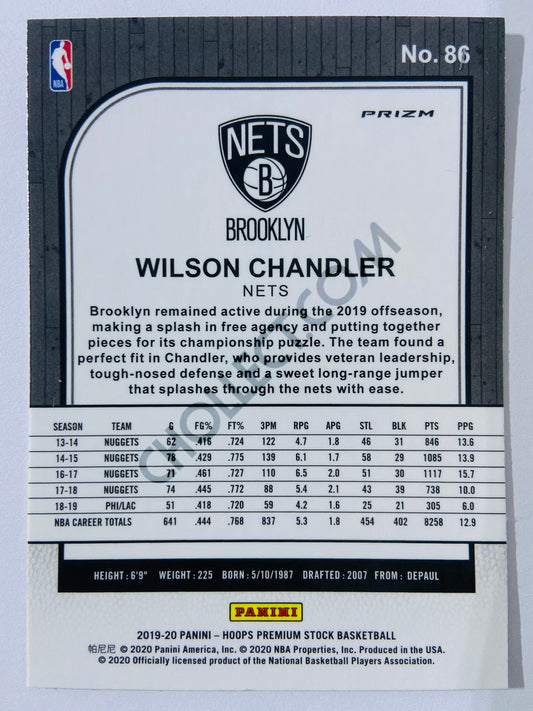 No. 86
NBA
PRIZM
NETS
B
BROOKLYN
WILSON CHANDLER
NETS
Brooklyn remained active during the 2019 offseason,
making a splash in free agency and putting together
pieces for its championship puzzle. The team found a
perfect fit in Chandler, who provides veteran leadership,
tough-nosed defense and a sweet long-range jumper
that splashes through the nets with ease.
CHOLLECT.COM
SEASON TEAM G FG% FT% 3PM RPG APG STL BLK PTS PPG
13-14 NUGGETS 62 .416 .724 122 4.7 1.8 46 31 846 13.6
14-15 NUGGETS 78 .429 .775 139 6.1 1.7 58 29 1085 13.9
16-17 NUGGETS 71 .461 .727 110 6.5 2.0 51 30 1117 15.7
17-18 NUGGETS 74 .445 .772 88 5.4 2.1 43 39 738 10.0
18-19 PHI/LAC 51 .418 .720 59 4.2 1.6 25 21 305 6.0
NBA CAREER TOTALS 641 .444 .768 837 5.3 1.8 454 402 8258 12.9
HEIGHT: 6'9" WEIGHT: 225 BORN: 5/10/1987 DRAFTED: 2007 FROM: DEPAUL
PANINI
2019-20 PANINI – HOOPS PREMIUM STOCK BASKETBALL
帕尼尼 © 2020 Panini America, Inc. © 2020 NBA Properties, Inc. Produced in the USA.
© 2020 Officially licensed product of the National Basketball Players Association.